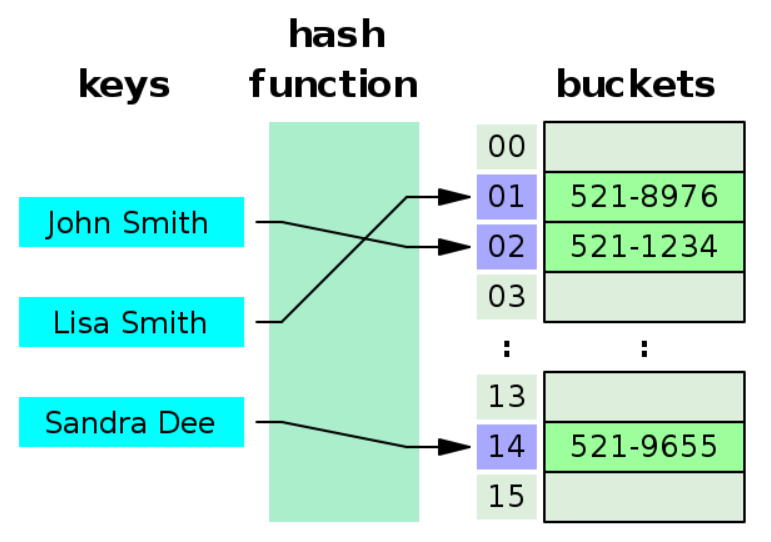 hash
keys function buckets
00
01 521-8976
John Smith
02 521-1234
03
Lisa Smith
: :
13
Sandra Dee
14 521-9655
15